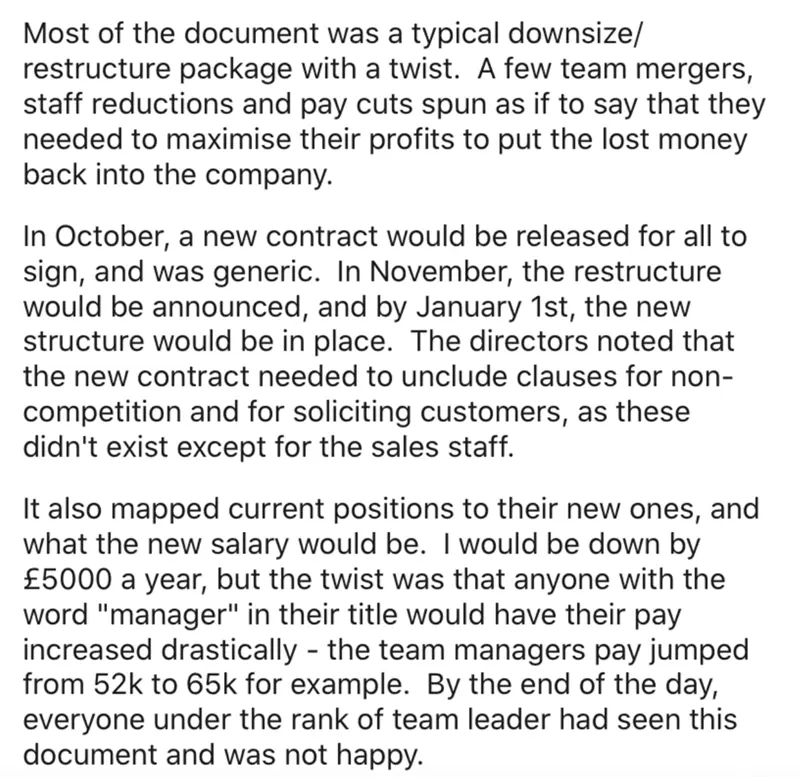 Most of the document was a typical downsize/
restructure package with a twist.  A few team mergers,
staff reductions and pay cuts spun as if to say that they
needed to maximise their profits to put the lost money
back into the company.

In October, a new contract would be released for all to
sign, and was generic.  In November, the restructure
would be announced, and by January 1st, the new
structure would be in place.  The directors noted that
the new contract needed to unclude clauses for non-
competition and for soliciting customers, as these
didn't exist except for the sales staff.

It also mapped current positions to their new ones, and
what the new salary would be.  I would be down by
£5000 a year, but the twist was that anyone with the
word "manager" in their title would have their pay
increased drastically - the team managers pay jumped
from 52k to 65k for example.  By the end of the day,
everyone under the rank of team leader had seen this
document and was not happy.